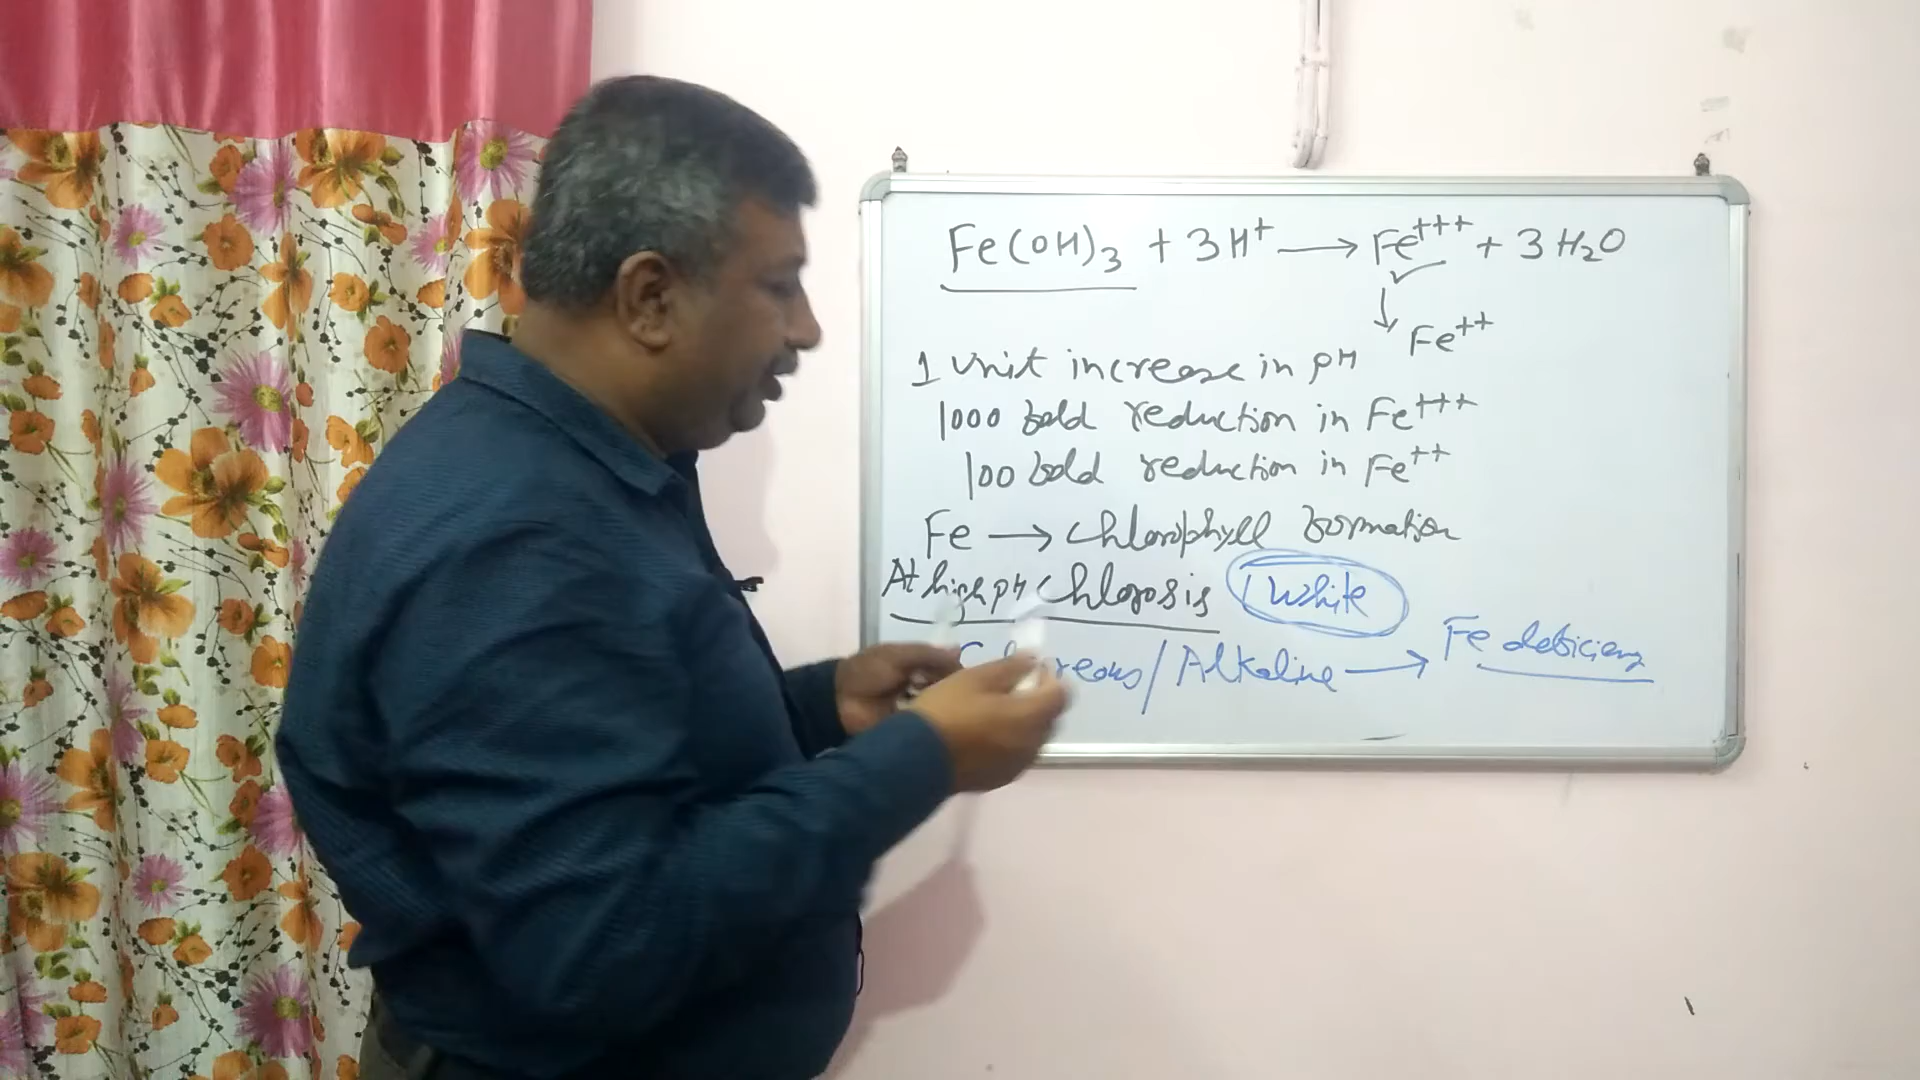 Fe(OH)₃ + 3H⁺ → Fe⁺⁺⁺ + 3H₂O
↓ Fe⁺⁺
1 Unit increase in pH
1000 fold reduction in Fe⁺⁺⁺
100 fold reduction in Fe⁺⁺
Fe → Chlorophyll formation
At high pH Chlorosis White
/ Alkaline → Fe deficiency